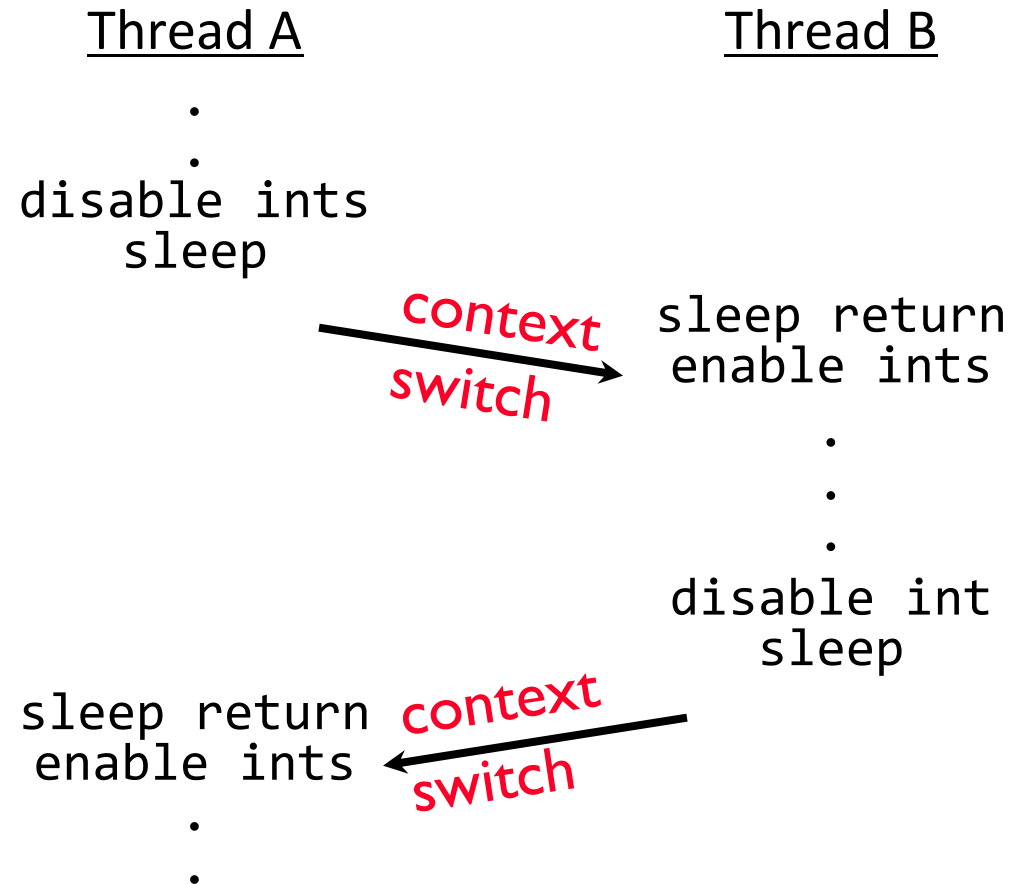 Thread A
Thread B
.
.
disable ints
sleep
context
switch
sleep return
enable ints
.
.
.
disable int
sleep
context
switch
sleep return
enable ints
.
.